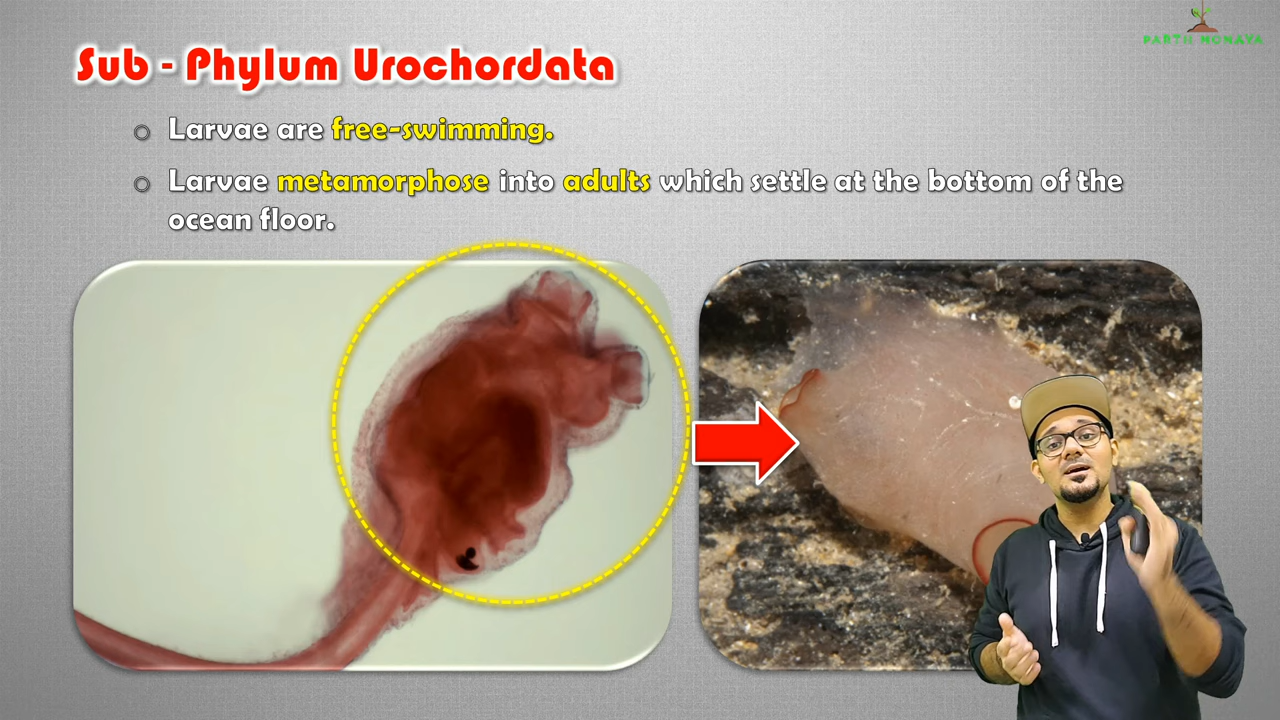 PARTH MOMAYA
Sub - Phylum Urochordata
Larvae are free-swimming.
Larvae metamorphose into adults which settle at the bottom of the
ocean floor.